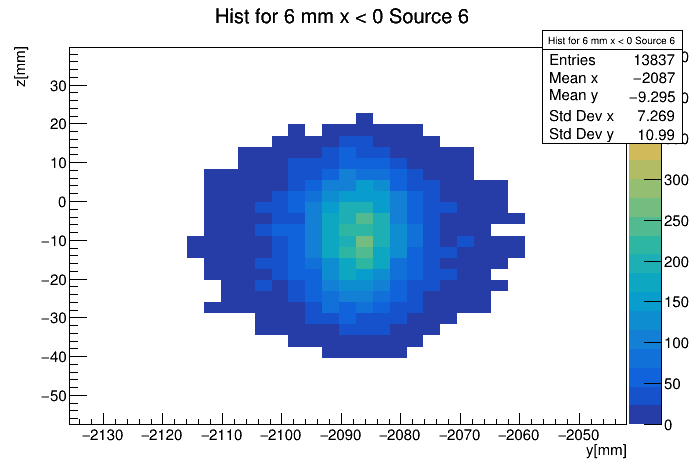 Hist for 6 mm x < 0 Source 6
z[mm]
Hist for 6 mm x < 0 Source 6
Entries 13837
Mean x −2087
Mean y −9.295
Std Dev x 7.269
Std Dev y 10.99
30
20
10
0
−10
−20
−30
−40
−50
300
250
200
150
100
50
0
−2130 −2120 −2110 −2100 −2090 −2080 −2070 −2060 −2050
y[mm]